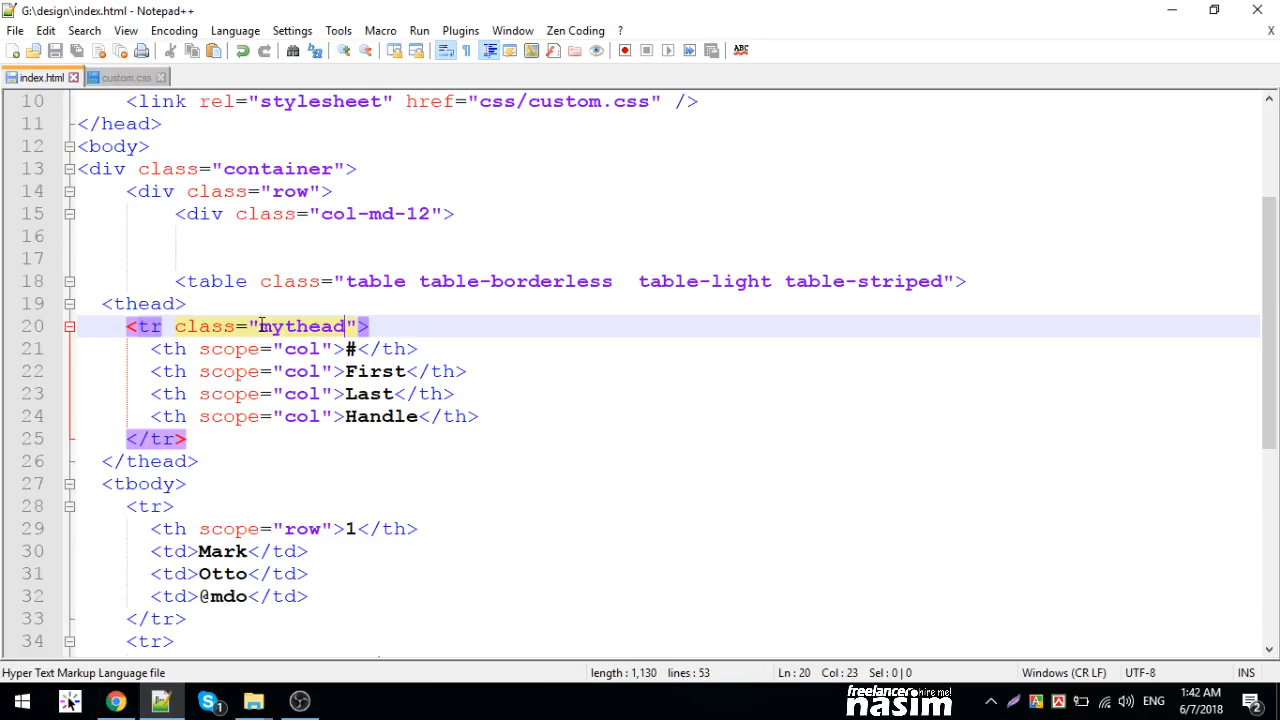 G:\design\index.html - Notepad++
File Edit Search View Encoding Language Settings Tools Macro Run Plugins Window Zen Coding ? X
ABC
index.html custom.css
10 <link rel="stylesheet" href="css/custom.css" />
11 </head>
12 <body>
13 <div class="container">
14 <div class="row">
15 <div class="col-md-12">
16
17
18 <table class="table table-borderless  table-light table-striped">
19 <thead>
20 <tr class="mythead">
21 <th scope="col">#</th>
22 <th scope="col">First</th>
23 <th scope="col">Last</th>
24 <th scope="col">Handle</th>
25 </tr>
26 </thead>
27 <tbody>
28 <tr>
29 <th scope="row">1</th>
30 <td>Mark</td>
31 <td>Otto</td>
32 <td>@mdo</td>
33 </tr>
34 <tr>
Hyper Text Markup Language file length : 1,130 lines : 53 Ln : 20 Col : 23 Sel : 0 | 0 Windows (CR LF) UTF-8 INS
freelancer hire me!
nasim
ENG
1:42 AM
6/7/2018
1
2